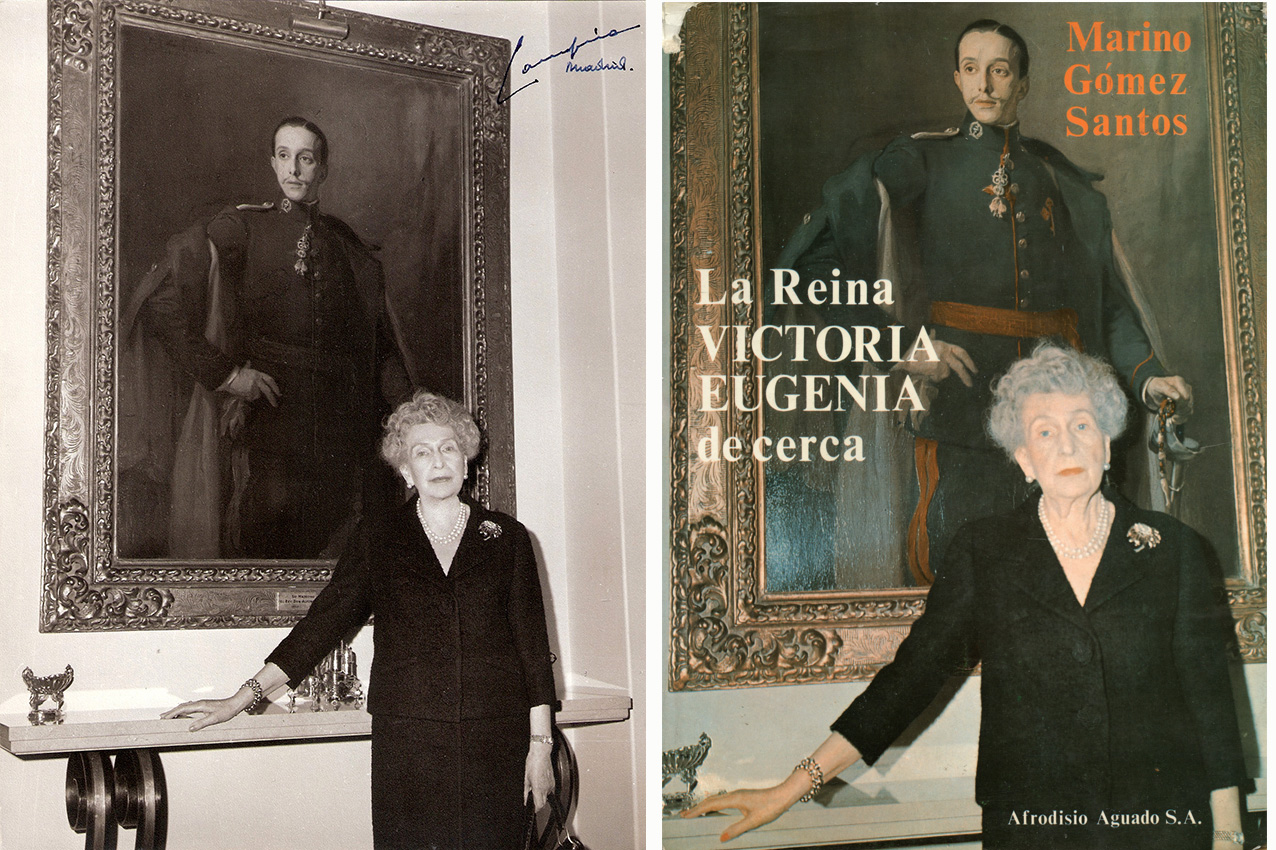 Campúa
Madrid.
Marino
Gómez
Santos
La Reina
VICTORIA
EUGENIA
de cerca
Afrodisio Aguado S.A.